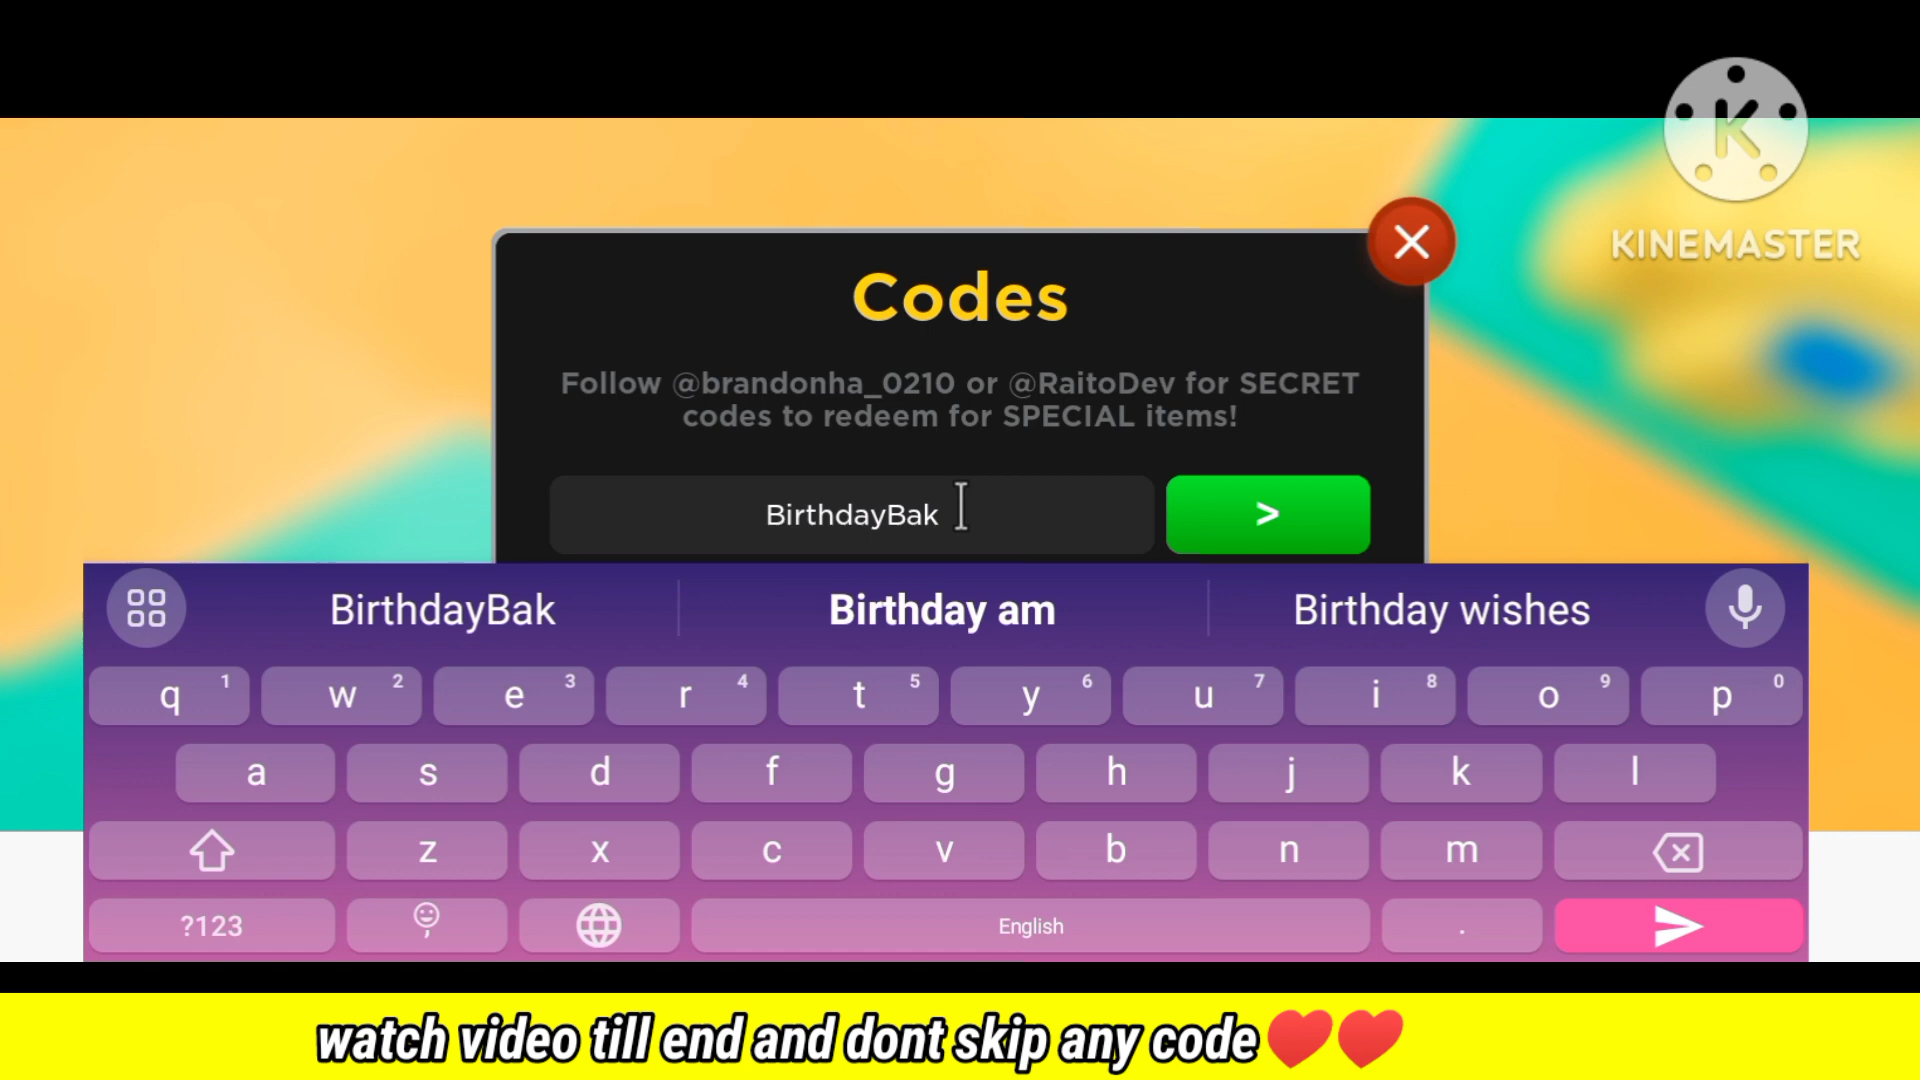 K
KINEMASTER
Codes
Follow @brandonha_0210 or @RaitoDev for SECRET
codes to redeem for SPECIAL items!
BirthdayBak
>
BirthdayBak Birthday am Birthday wishes
q 1 w 2 e 3 r 4 t 5 y 6 u 7 i 8 o 9 p 0
a s d f g h j k l
z x c v b n m
?123 , English .
watch video till end and dont skip any code❤️❤️